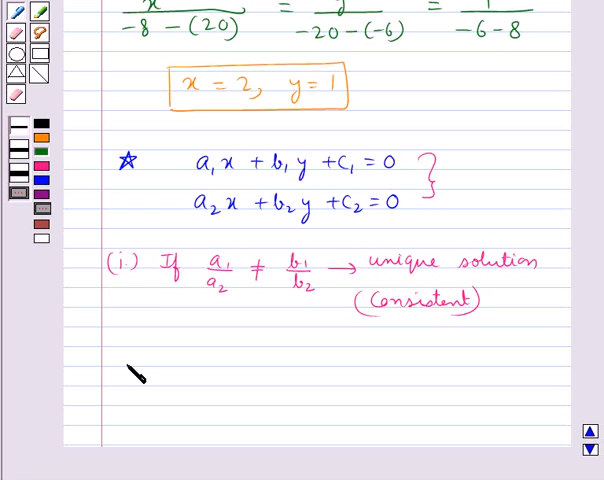 x/(-8-(20)) = y/(-20-(-6)) = 1/(-6-8)
x = 2, y = 1
☆ a₁x + b₁y + c₁ = 0
a₂x + b₂y + c₂ = 0
(i.) If a₁/a₂ ≠ b₁/b₂ → unique solution
(Consistent)